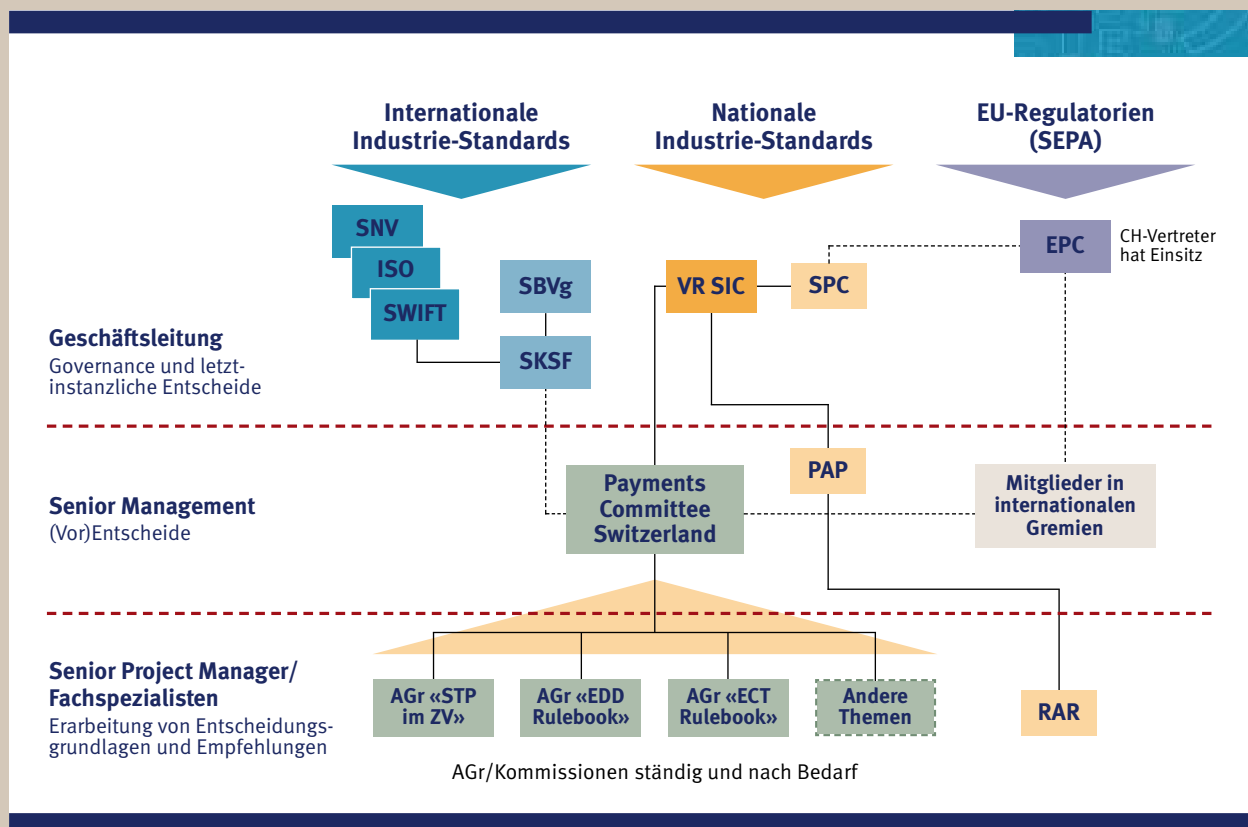 Internationale
Industrie-Standards
Nationale
Industrie-Standards
EU-Regulatorien
(SEPA)
SNV
ISO
SWIFT
SBVg
SKSF
VR SIC
SPC
EPC
CH-Vertreter
hat Einsitz
Geschäftsleitung
Governance und letzt-
instanzliche Entscheide
Senior Management
(Vor)Entscheide
Payments
Committee
Switzerland
PAP
Mitglieder in
internationalen
Gremien
Senior Project Manager/
Fachspezialisten
Erarbeitung von Entscheidungs-
grundlagen und Empfehlungen
AGr «STP
im ZV»
AGr «EDD
Rulebook»
AGr «ECT
Rulebook»
Andere
Themen
RAR
AGr/Kommissionen ständig und nach Bedarf